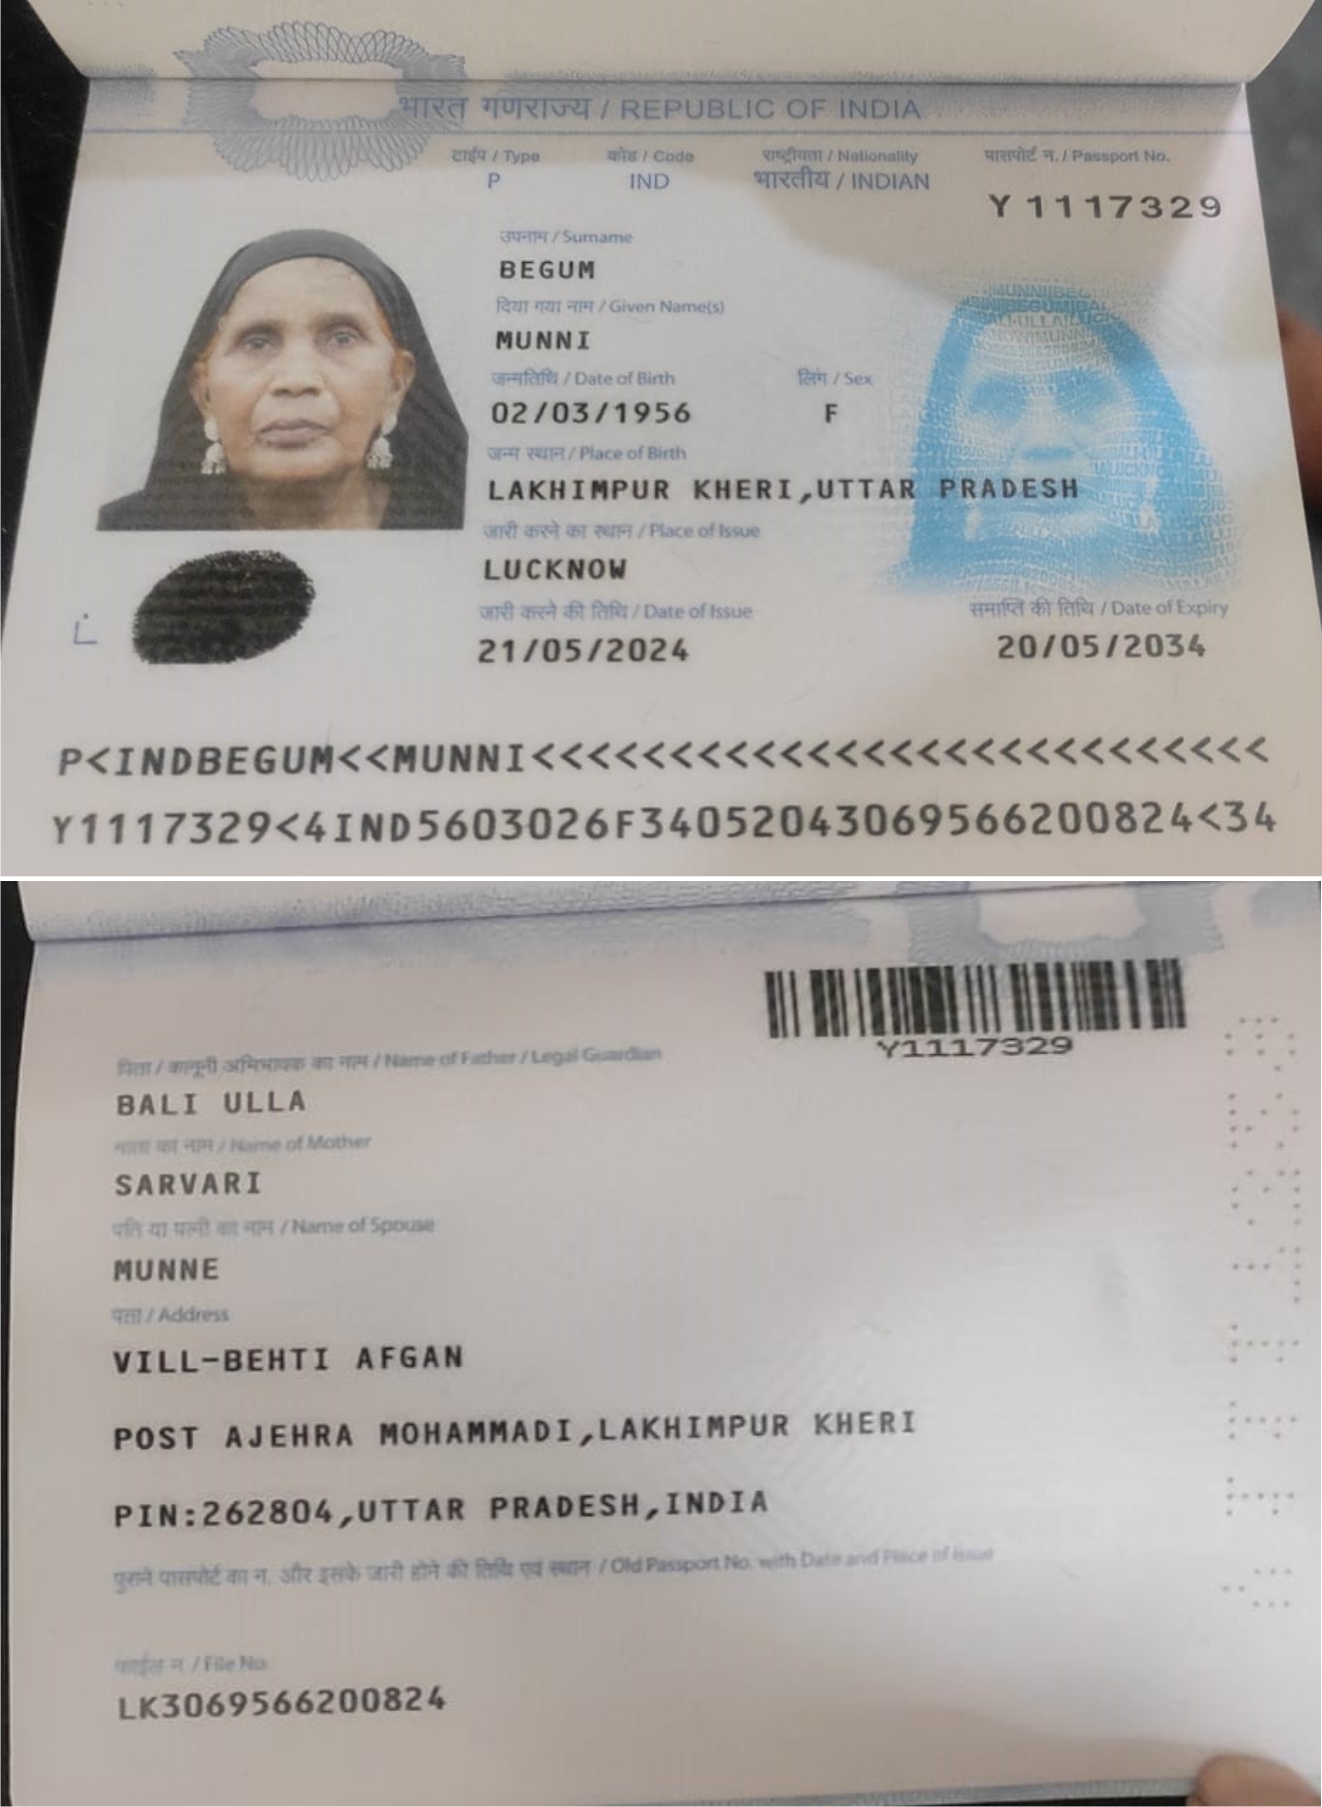 भारत गणराज्य / REPUBLIC OF INDIA
टाईप / Type कोड / Code राष्ट्रीयता / Nationality पासपोर्ट न. / Passport No.
P IND भारतीय / INDIAN Y 1117329
उपनाम / Surname
BEGUM
दिया गया नाम / Given Name(s)
MUNNI
जन्मतिथि / Date of Birth लिंग / Sex
02/03/1956 F
जन्म स्थान / Place of Birth
LAKHIMPUR KHERI,UTTAR PRADESH
जारी करने का स्थान / Place of Issue
LUCKNOW
जारी करने की तिथि / Date of Issue समाप्ति की तिथि / Date of Expiry
21/05/2024 20/05/2034
P<INDBEGUM<<MUNNI<<<<<<<<<<<<<<<<<<<<<<<<<<<
Y1117329<4IND5603026F34052043069566200824<34
Y1117329
पिता / कानूनी अभिभावक का नाम / Name of Father / Legal Guardian
BALI ULLA
माता का नाम / Name of Mother
SARVARI
पति या पत्नी का नाम / Name of Spouse
MUNNE
पता / Address
VILL-BEHTI AFGAN
POST AJEHRA MOHAMMADI,LAKHIMPUR KHERI
PIN:262804,UTTAR PRADESH,INDIA
पुराने पासपोर्ट का न. और इसके जारी होने की तिथि एवं स्थान / Old Passport No. with Date and Place of Issue
फाईल न / File No.
LK3069566200824